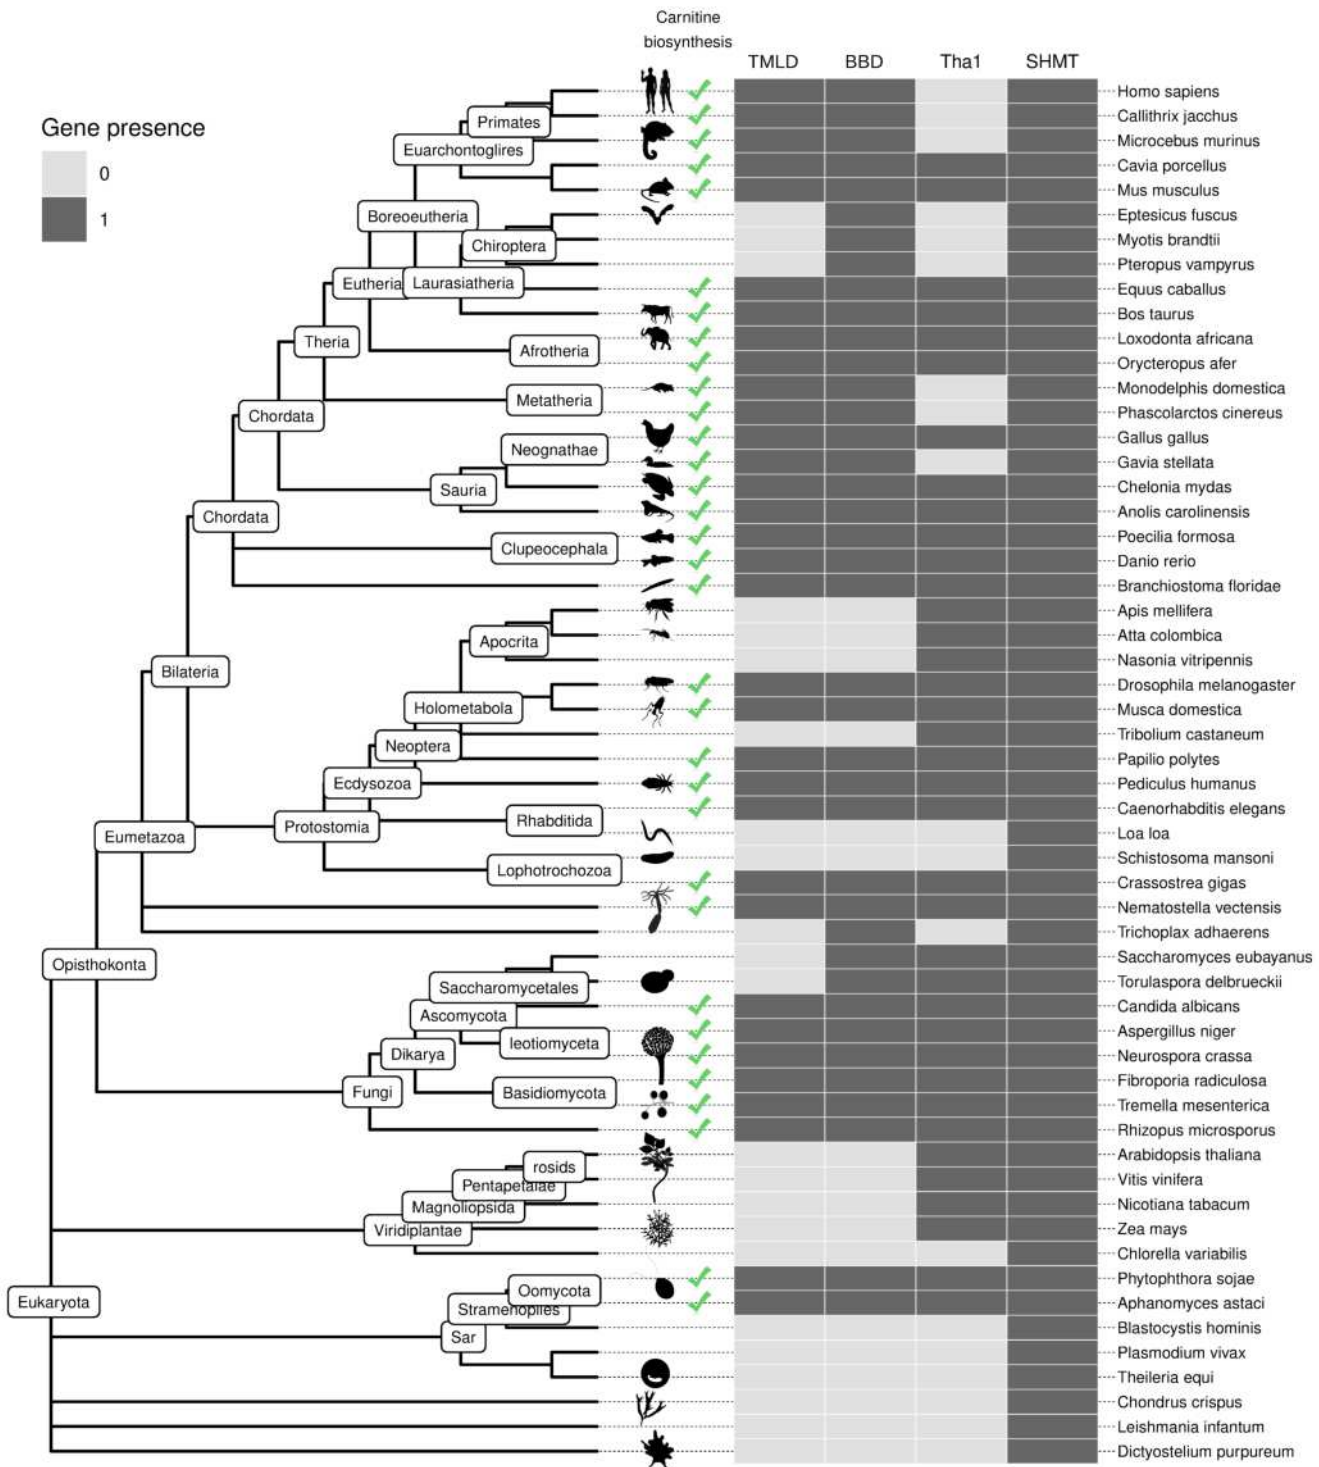 Carnitine
biosynthesis
TMLD BBD Tha1 SHMT
Gene presence
0
1
Homo sapiens
Callithrix jacchus
Primates
Microcebus murinus
Euarchontoglires
Cavia porcellus
Mus musculus
Boreoeutheria
Eptesicus fuscus
Myotis brandtii
Chiroptera
Pteropus vampyrus
Eutheria
Laurasiatheria
Equus caballus
Bos taurus
Theria
Loxodonta africana
Afrotheria
Orycteropus afer
Monodelphis domestica
Metatheria
Phascolarctos cinereus
Chordata
Gallus gallus
Neognathae
Gavia stellata
Sauria
Chelonia mydas
Chordata
Anolis carolinensis
Poecilia formosa
Clupeocephala
Danio rerio
Branchiostoma floridae
Apis mellifera
Atta colombica
Apocrita
Nasonia vitripennis
Bilateria
Drosophila melanogaster
Holometabola
Musca domestica
Tribolium castaneum
Neoptera
Papilio polytes
Ecdysozoa
Pediculus humanus
Caenorhabditis elegans
Rhabditida
Protostomia
Loa loa
Eumetazoa
Schistosoma mansoni
Lophotrochozoa
Crassostrea gigas
Nematostella vectensis
Trichoplax adhaerens
Opisthokonta
Saccharomyces eubayanus
Torulaspora delbrueckii
Saccharomycetales
Candida albicans
Ascomycota
Aspergillus niger
leotiomyceta
Dikarya
Neurospora crassa
Fibroporia radiculosa
Fungi
Basidiomycota
Tremella mesenterica
Rhizopus microsporus
Arabidopsis thaliana
rosids
Vitis vinifera
Pentapetalae
Magnoliopsida
Nicotiana tabacum
Viridiplantae
Zea mays
Chlorella variabilis
Phytophthora sojae
Oomycota
Eukaryota
Aphanomyces astaci
Stramenopiles
Blastocystis hominis
Sar
Plasmodium vivax
Theileria equi
Chondrus crispus
Leishmania infantum
Dictyostelium purpureum